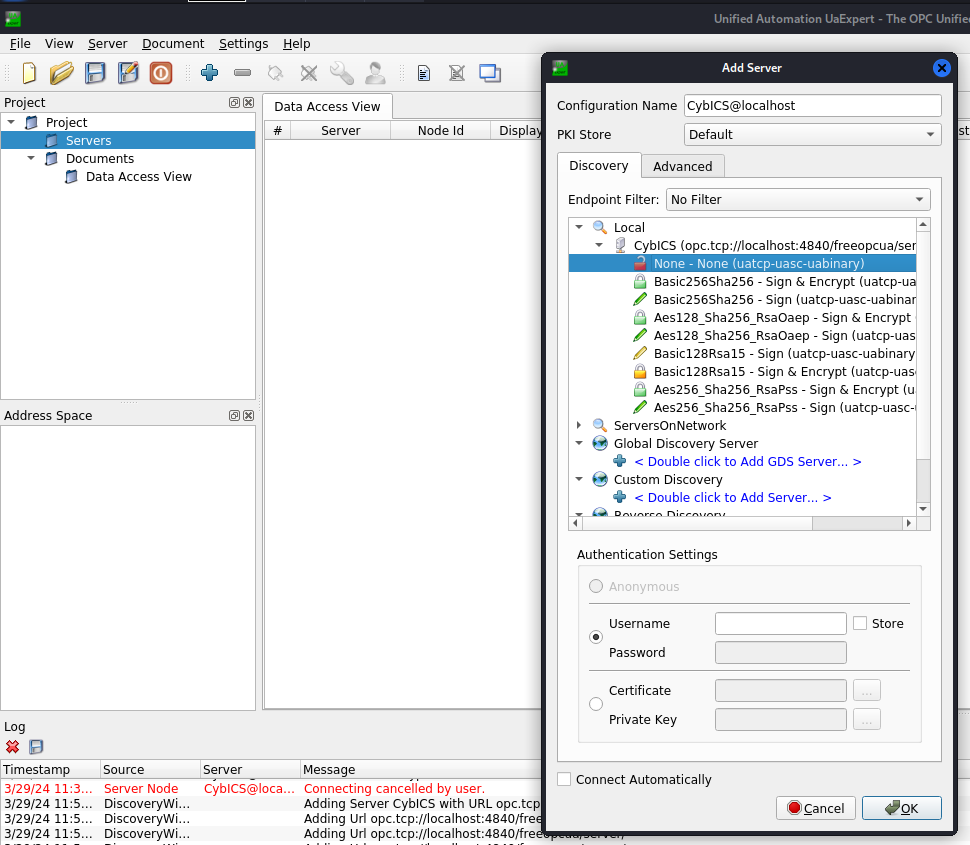 Unified Automation UaExpert - The OPC Unifie
File View Server Document Settings Help
Project
Project
Servers
Documents
Data Access View
Address Space
Data Access View
# Server Node Id Display
st
Add Server
Configuration Name CybICS@localhost
PKI Store Default
Discovery Advanced
Endpoint Filter: No Filter
Local
CybICS (opc.tcp://localhost:4840/freeopcua/ser
None - None (uatcp-uasc-uabinary)
Basic256Sha256 - Sign & Encrypt (uatcp-ua
Basic256Sha256 - Sign (uatcp-uasc-uabinar
Aes128_Sha256_RsaOaep - Sign & Encrypt
Aes128_Sha256_RsaOaep - Sign (uatcp-uas
Basic128Rsa15 - Sign (uatcp-uasc-uabinary
Basic128Rsa15 - Sign & Encrypt (uatcp-uas
Aes256_Sha256_RsaPss - Sign & Encrypt (u
Aes256_Sha256_RsaPss - Sign (uatcp-uasc-
ServersOnNetwork
Global Discovery Server
< Double click to Add GDS Server... >
Custom Discovery
< Double click to Add Server... >
Reverse Discovery
Authentication Settings
Anonymous
Username Store
Password
Certificate ...
Private Key ...
Connect Automatically
Cancel OK
Log
Timestamp Source Server Message
3/29/24 11:3... Server Node CybICS@loca... Connecting cancelled by user.
3/29/24 11:5... DiscoveryWi... Adding Server CybICS with URL opc.tcp
3/29/24 11:5... DiscoveryWi... Adding Url opc.tcp://localhost:4840/free
3/29/24 11:5... DiscoveryWi... Adding Url opc.tcp://localhost:4840/freeopcua/server/